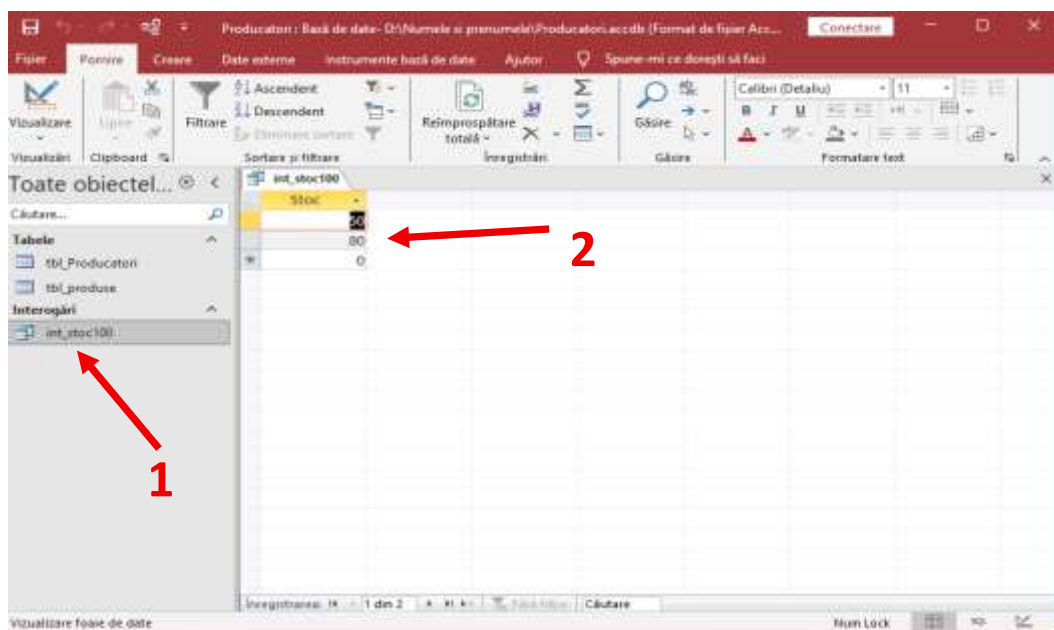 Producatori : Bază de date- D:\Numele si prenumele\Producatori.accdb (Format de fișier Acc...
Conectare
Fișier Pornire Creare Date externe Instrumente bază de date Ajutor Spune-mi ce dorești să faci
Vizualizare
Lipire
Filtrare
Ascendent
Descendent
Eliminare sortare
Reîmprospătare
totală
Găsire
Calibri (Detaliu) 11
B I U
A
Vizualizări Clipboard Sortare și filtrare Înregistrări Găsire Formatare text
Toate obiectel...
int_stoc100
Căutare...
Stoc
50
80
0
Tabele
tbl_Producatori
tbl_produse
Interogări
int_stoc100
2
1
Înregistrarea: 1 din 2 Fără filtru Căutare
Vizualizare foaie de date
Num Lock